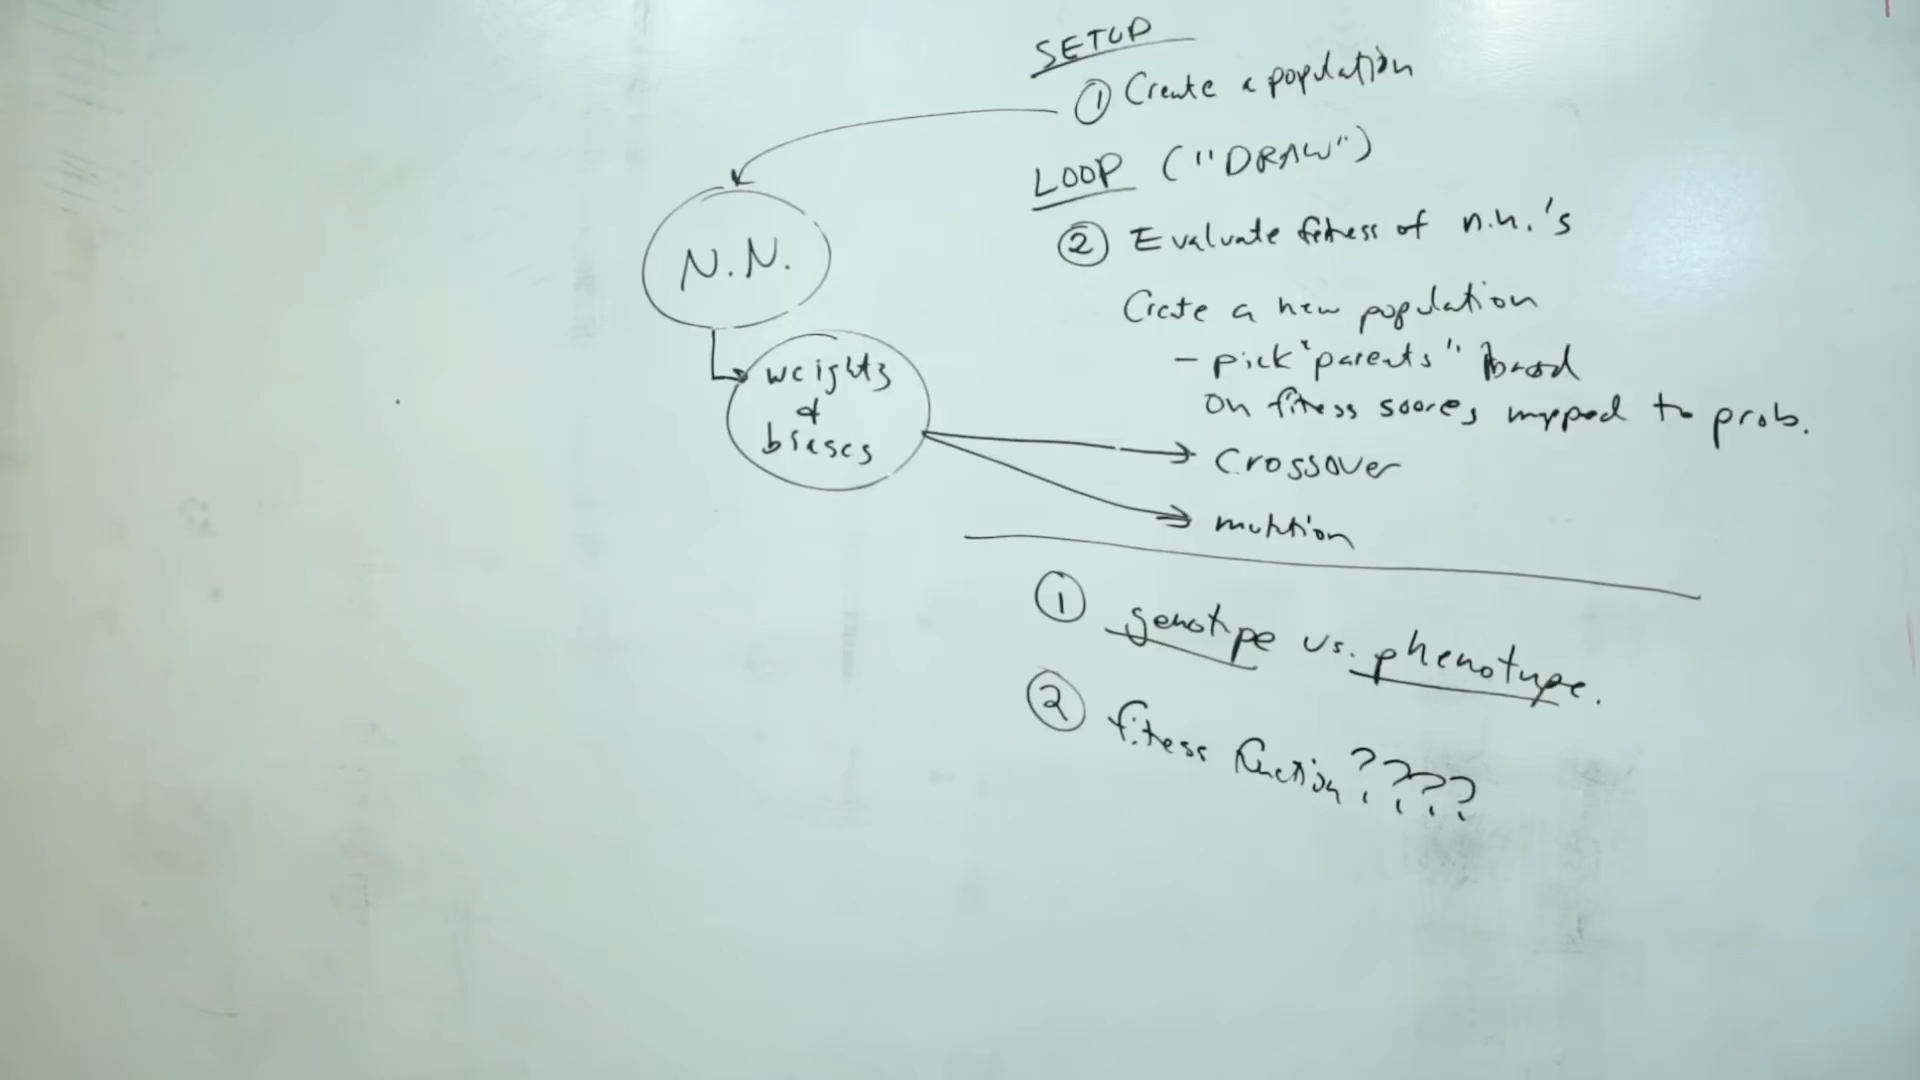 SETUP
① Create a population
LOOP ("DRAW")
② Evaluate fitness of n.n.'s
Create a new population
- pick "parents" based
on fitness scores mapped to prob.
crossover
mutation
N.N.
weights
&
biases
① genotype vs. phenotype.
② fitness function????